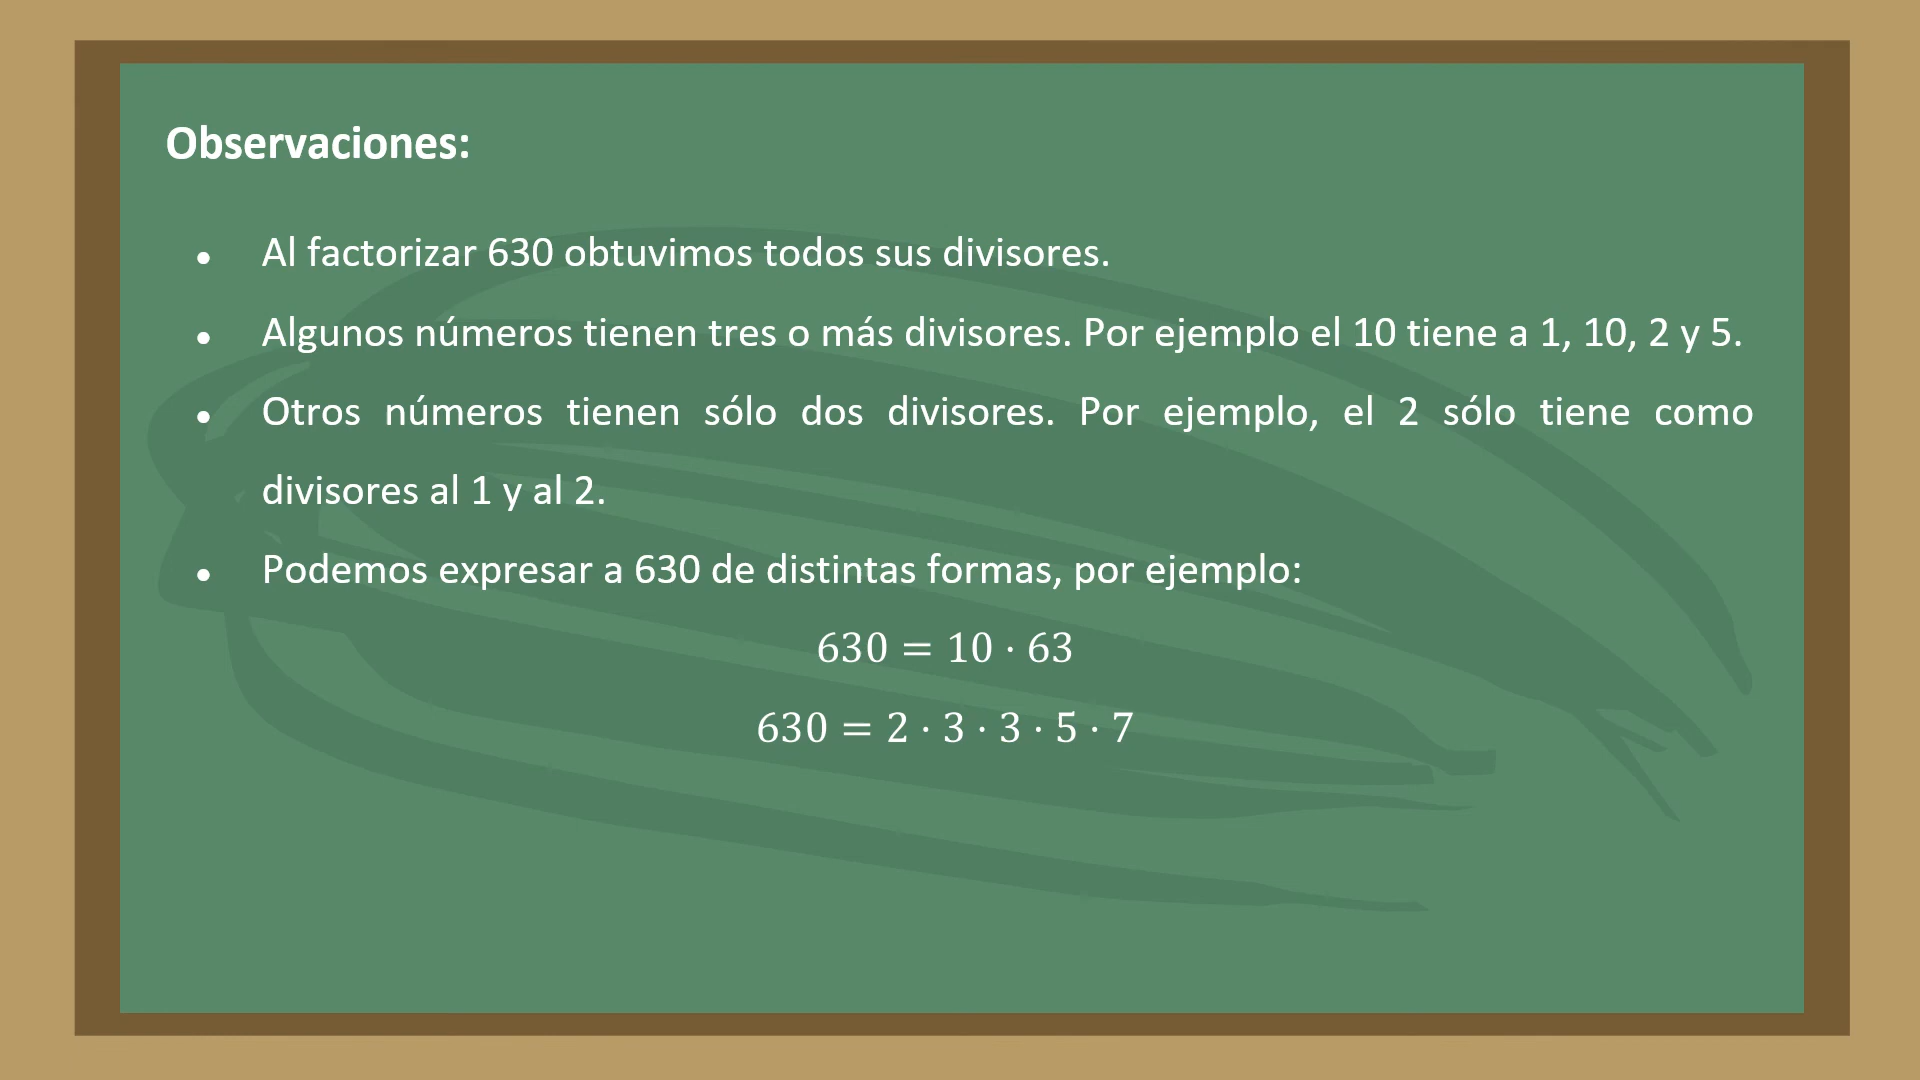 Observaciones:
• Al factorizar 630 obtuvimos todos sus divisores.
• Algunos números tienen tres o más divisores. Por ejemplo el 10 tiene a 1, 10, 2 y 5.
• Otros números tienen sólo dos divisores. Por ejemplo, el 2 sólo tiene como
divisores al 1 y al 2.
• Podemos expresar a 630 de distintas formas, por ejemplo:
630 = 10 · 63
630 = 2 · 3 · 3 · 5 · 7